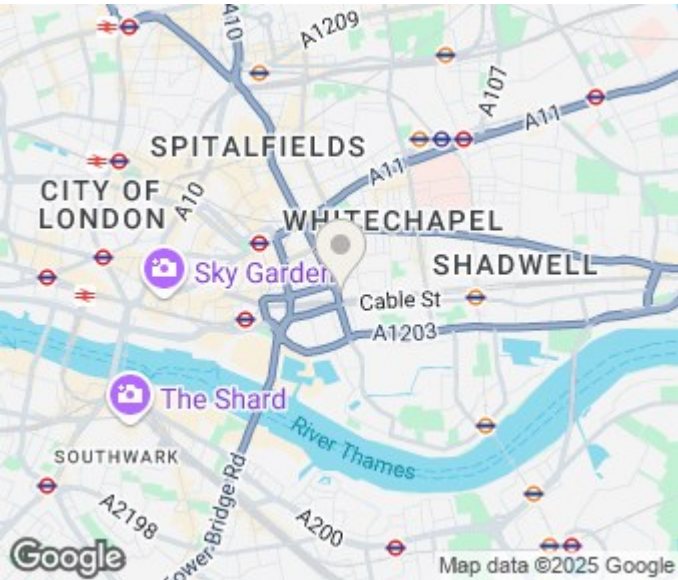 A10
A1209
A107
A11
SPITALFIELDS
A11
CITY OF
LONDON
A10
WHITECHAPEL
Sky Garden
SHADWELL
Cable St
A1203
The Shard
River Thames
SOUTHWARK
Tower Bridge Rd
A2198
A200
Google
Map data ©2025 Google